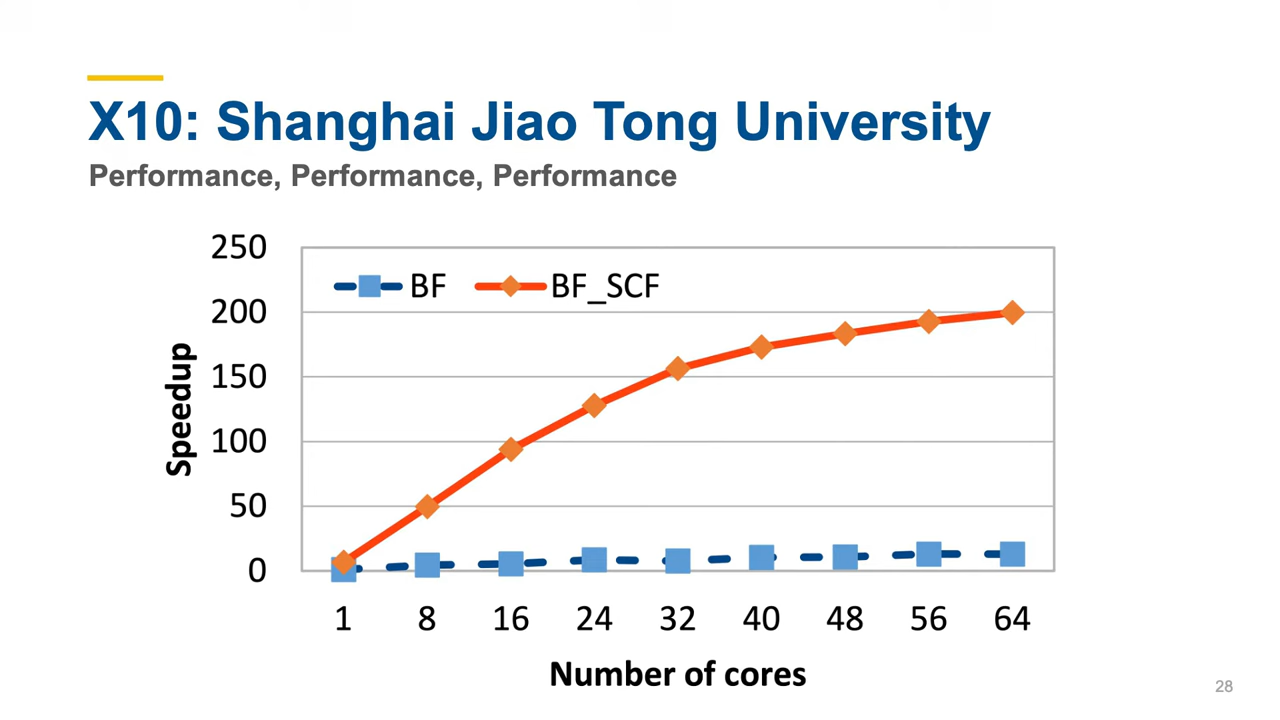 X10: Shanghai Jiao Tong University
Performance, Performance, Performance
250
BF
BF_SCF
200
150
100
50
0
Speedup
1 8 16 24 32 40 48 56 64
Number of cores
28